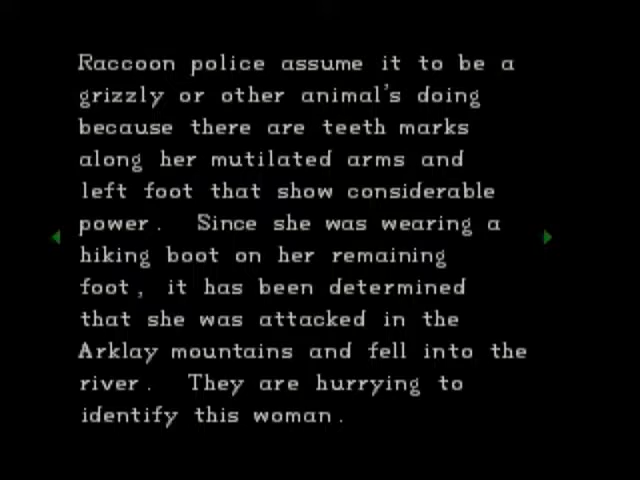 Raccoon police assume it to be a
grizzly or other animal's doing
because there are teeth marks
along her mutilated arms and
left foot that show considerable
power.  Since she was wearing a
hiking boot on her remaining
foot, it has been determined
that she was attacked in the
Arklay mountains and fell into the
river.  They are hurrying to
identify this woman.